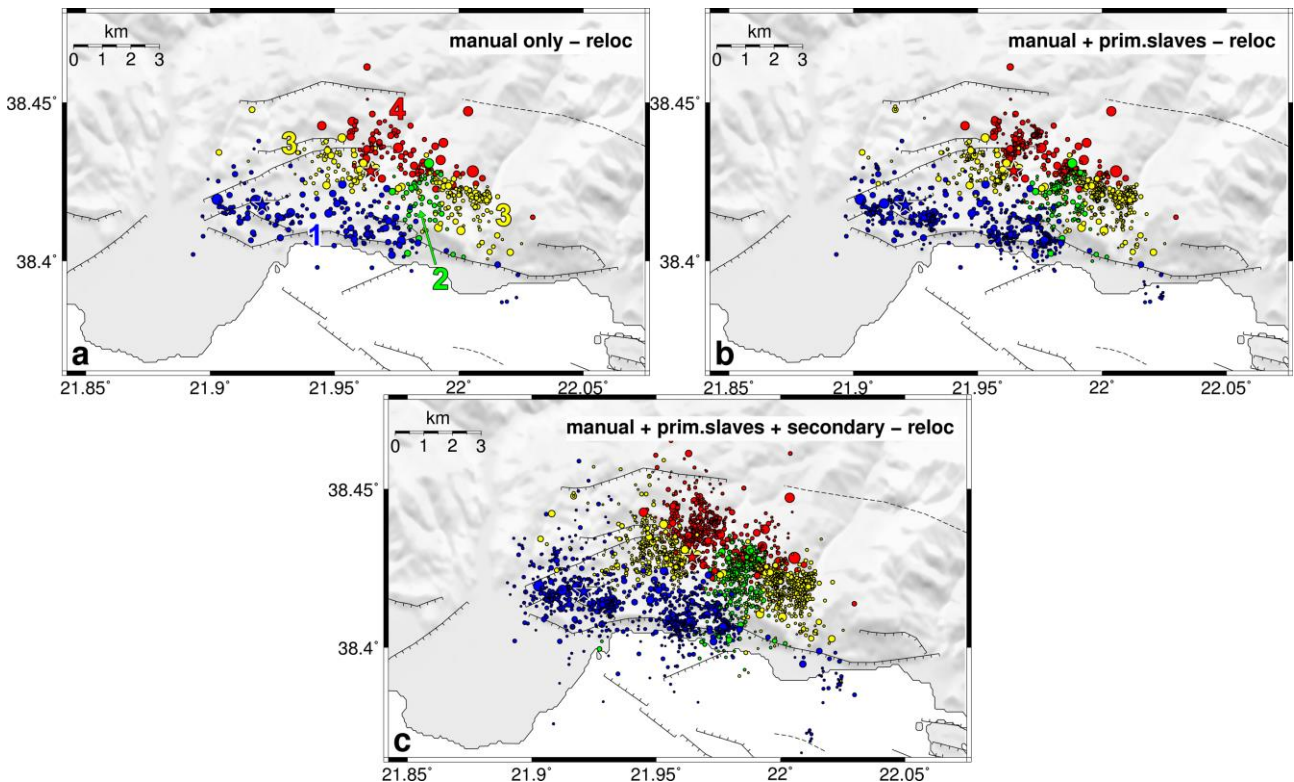 km
0 1 2 3
manual only – reloc
38.45˚
38.4˚
4
3
3
1
2
a
21.85˚ 21.9˚ 21.95˚ 22˚ 22.05˚
km
0 1 2 3
manual + prim.slaves – reloc
38.45˚
38.4˚
b
21.85˚ 21.9˚ 21.95˚ 22˚ 22.05˚
km
0 1 2 3
manual + prim.slaves + secondary – reloc
38.45˚
38.4˚
c
21.85˚ 21.9˚ 21.95˚ 22˚ 22.05˚